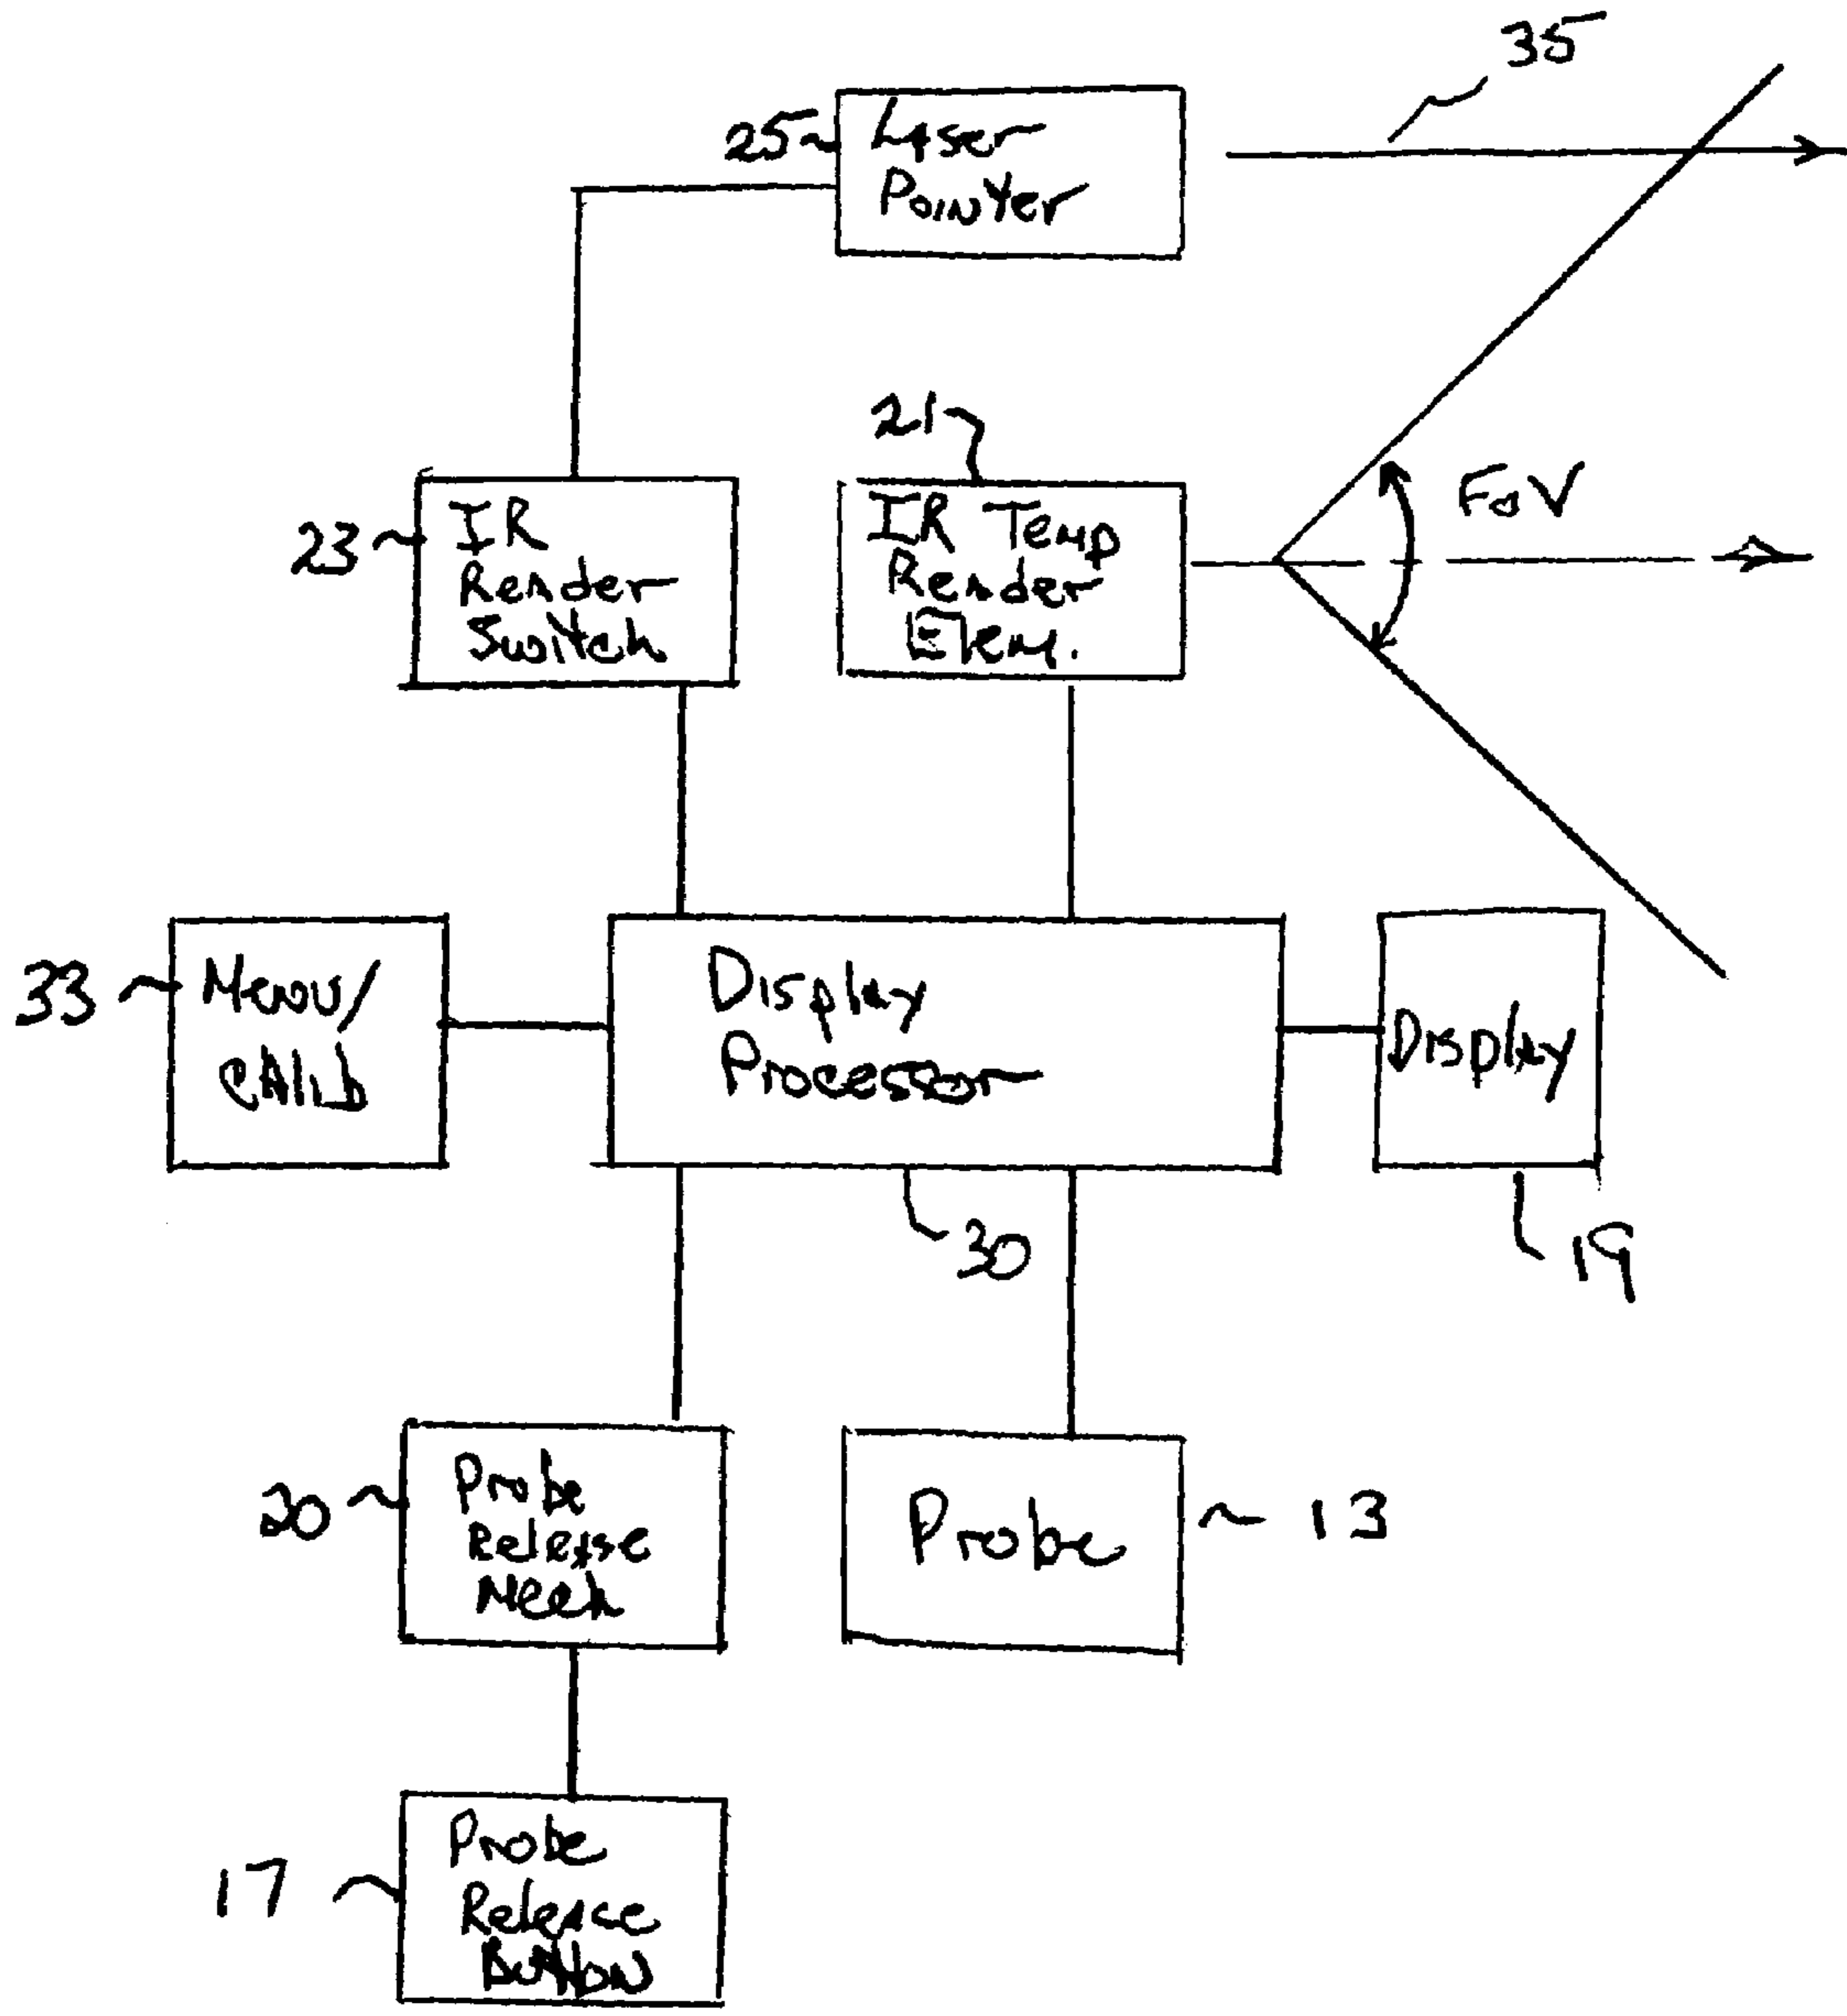 35
25
Laser
Pointer
21
23
IR
Render
Switch
IR Temp
Render
Elem.
FOV
33
Menu/
CAlib
Display
Processor
Display
30
19
20
Probe
Release
Mech
Probe
13
17
Probe
Release
Button